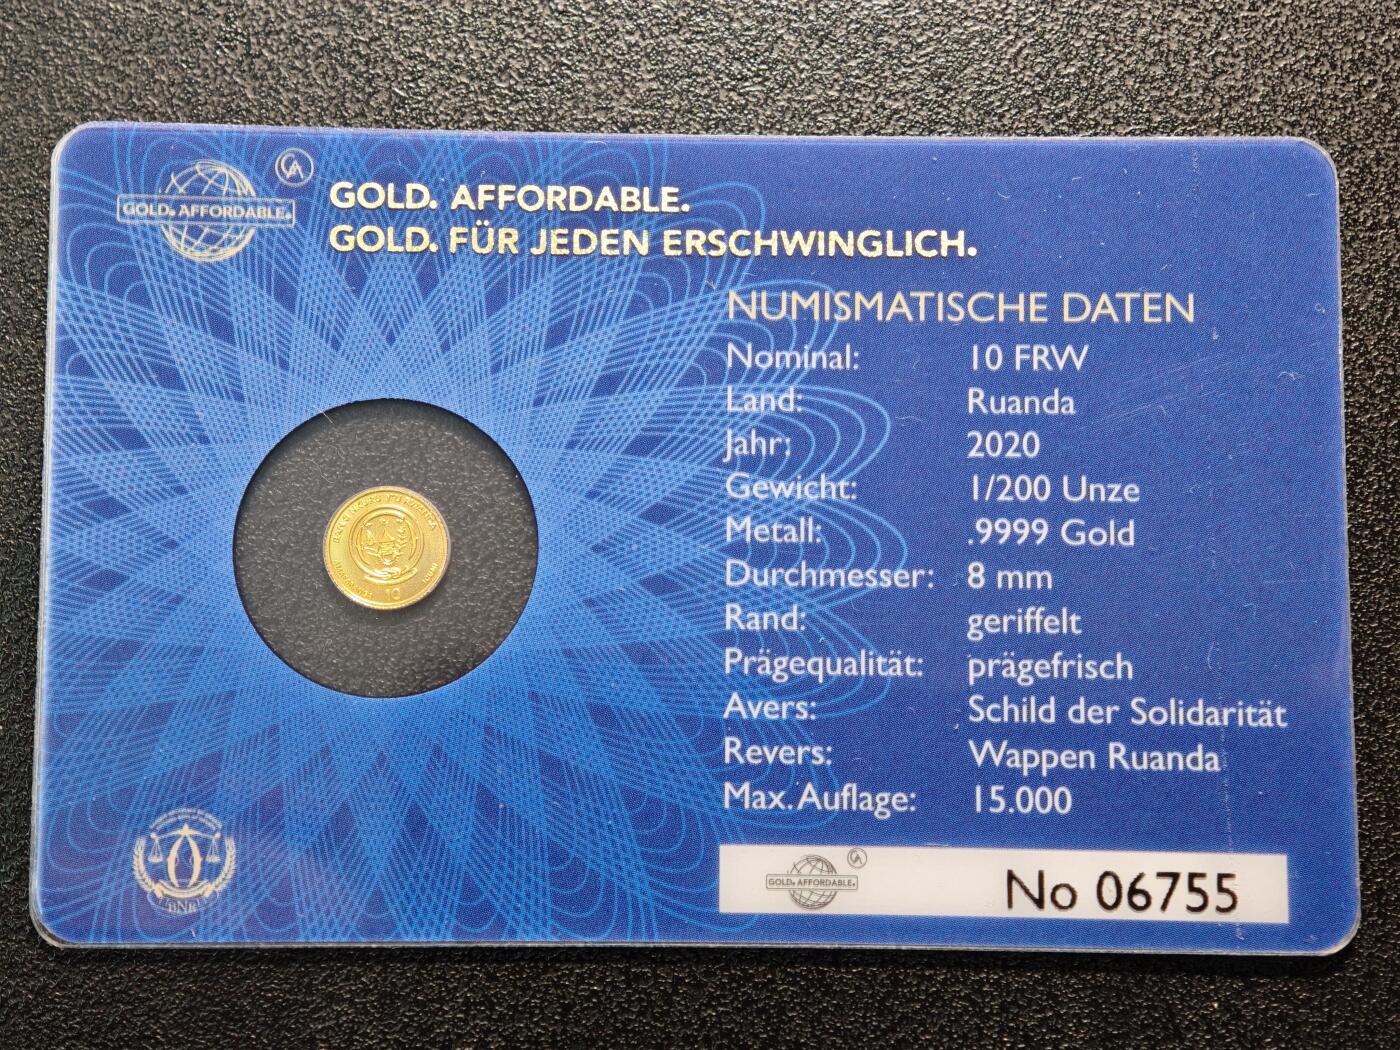 GOLD. AFFORDABLE.
GOLD. AFFORDABLE.
GOLD. FÜR JEDEN ERSCHWINGLICH.
NUMISMATISCHE DATEN
Nominal: 10 FRW
Land: Ruanda
Jahr: 2020
Gewicht: 1/200 Unze
Metall: .9999 Gold
Durchmesser: 8 mm
Rand: geriffelt
Prägequalität: prägefrisch
Avers: Schild der Solidarität
Revers: Wappen Ruanda
Max. Auflage: 15.000
10
BNR
GOLD. AFFORDABLE.
No 06755